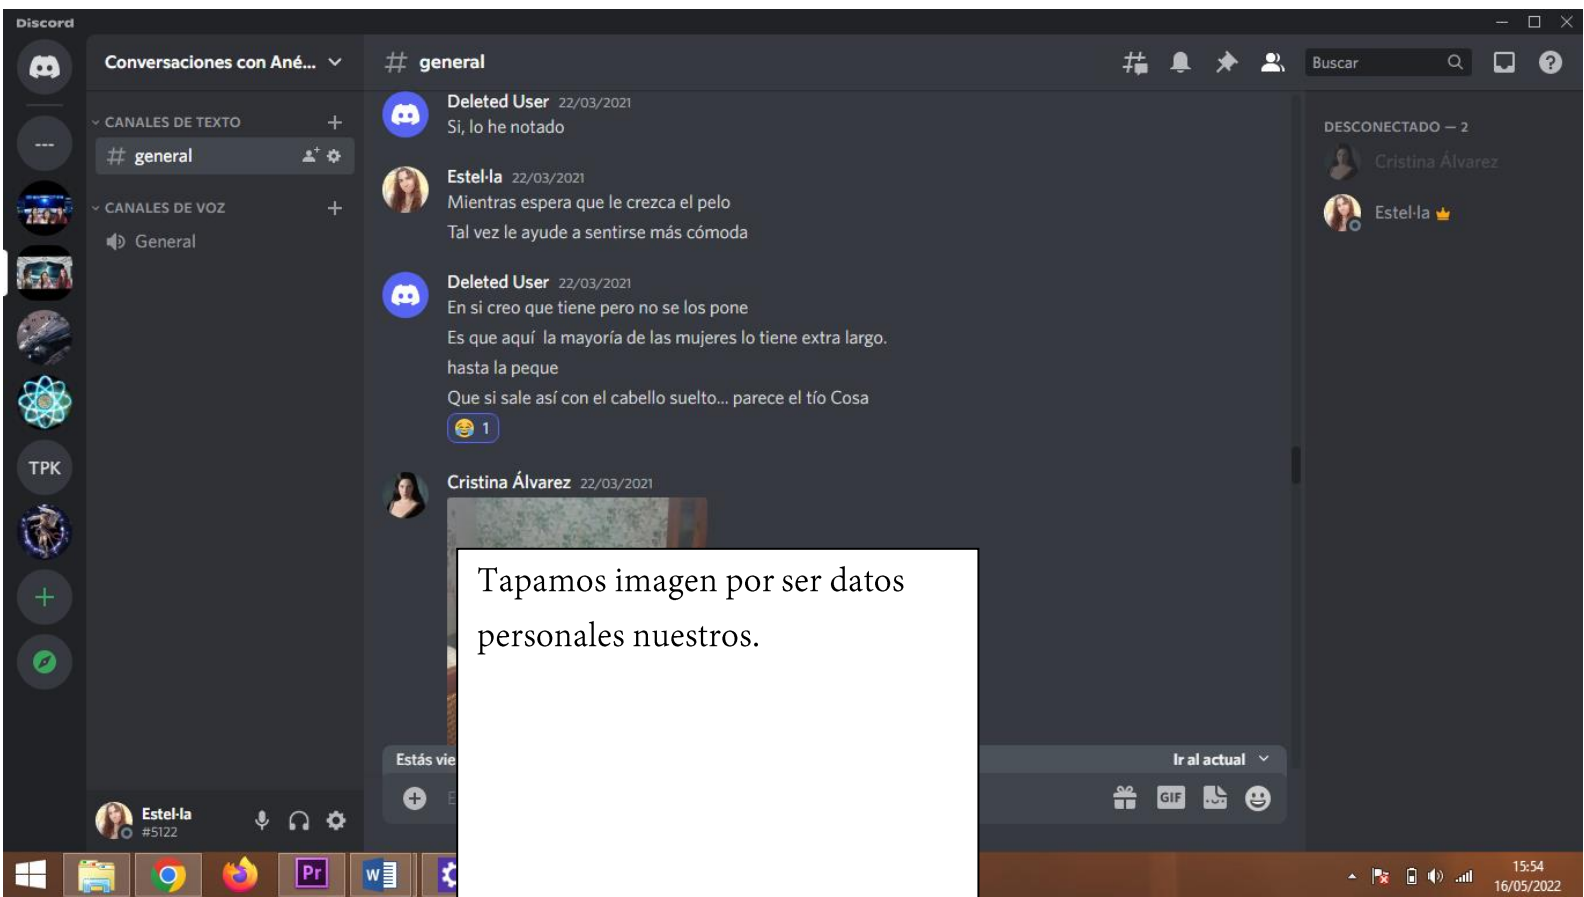 Discord
Conversaciones con Ané...
# general
Buscar
CANALES DE TEXTO
# general
CANALES DE VOZ
General
---
TPK
Deleted User 22/03/2021
Si, lo he notado
Estel·la 22/03/2021
Mientras espera que le crezca el pelo
Tal vez le ayude a sentirse más cómoda
Deleted User 22/03/2021
En si creo que tiene pero no se los pone
Es que aquí la mayoría de las mujeres lo tiene extra largo.
hasta la peque
Que si sale así con el cabello suelto... parece el tío Cosa
1
Cristina Álvarez 22/03/2021
Tapamos imagen por ser datos
personales nuestros.
Estás vie
Ir al actual
GIF
DESCONECTADO — 2
Cristina Álvarez
Estel·la
Estel·la
#5122
Pr
W
15:54
16/05/2022